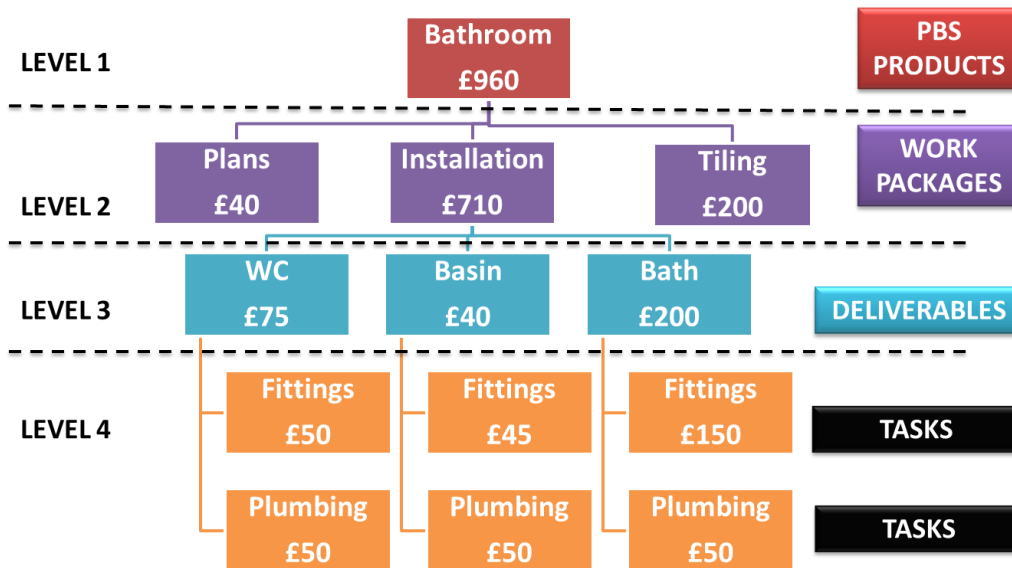 LEVEL 1
Bathroom
£960
PBS
PRODUCTS
LEVEL 2
Plans
£40
Installation
£710
Tiling
£200
WORK
PACKAGES
LEVEL 3
WC
£75
Basin
£40
Bath
£200
DELIVERABLES
LEVEL 4
Fittings
£50
Fittings
£45
Fittings
£150
TASKS
Plumbing
£50
Plumbing
£50
Plumbing
£50
TASKS